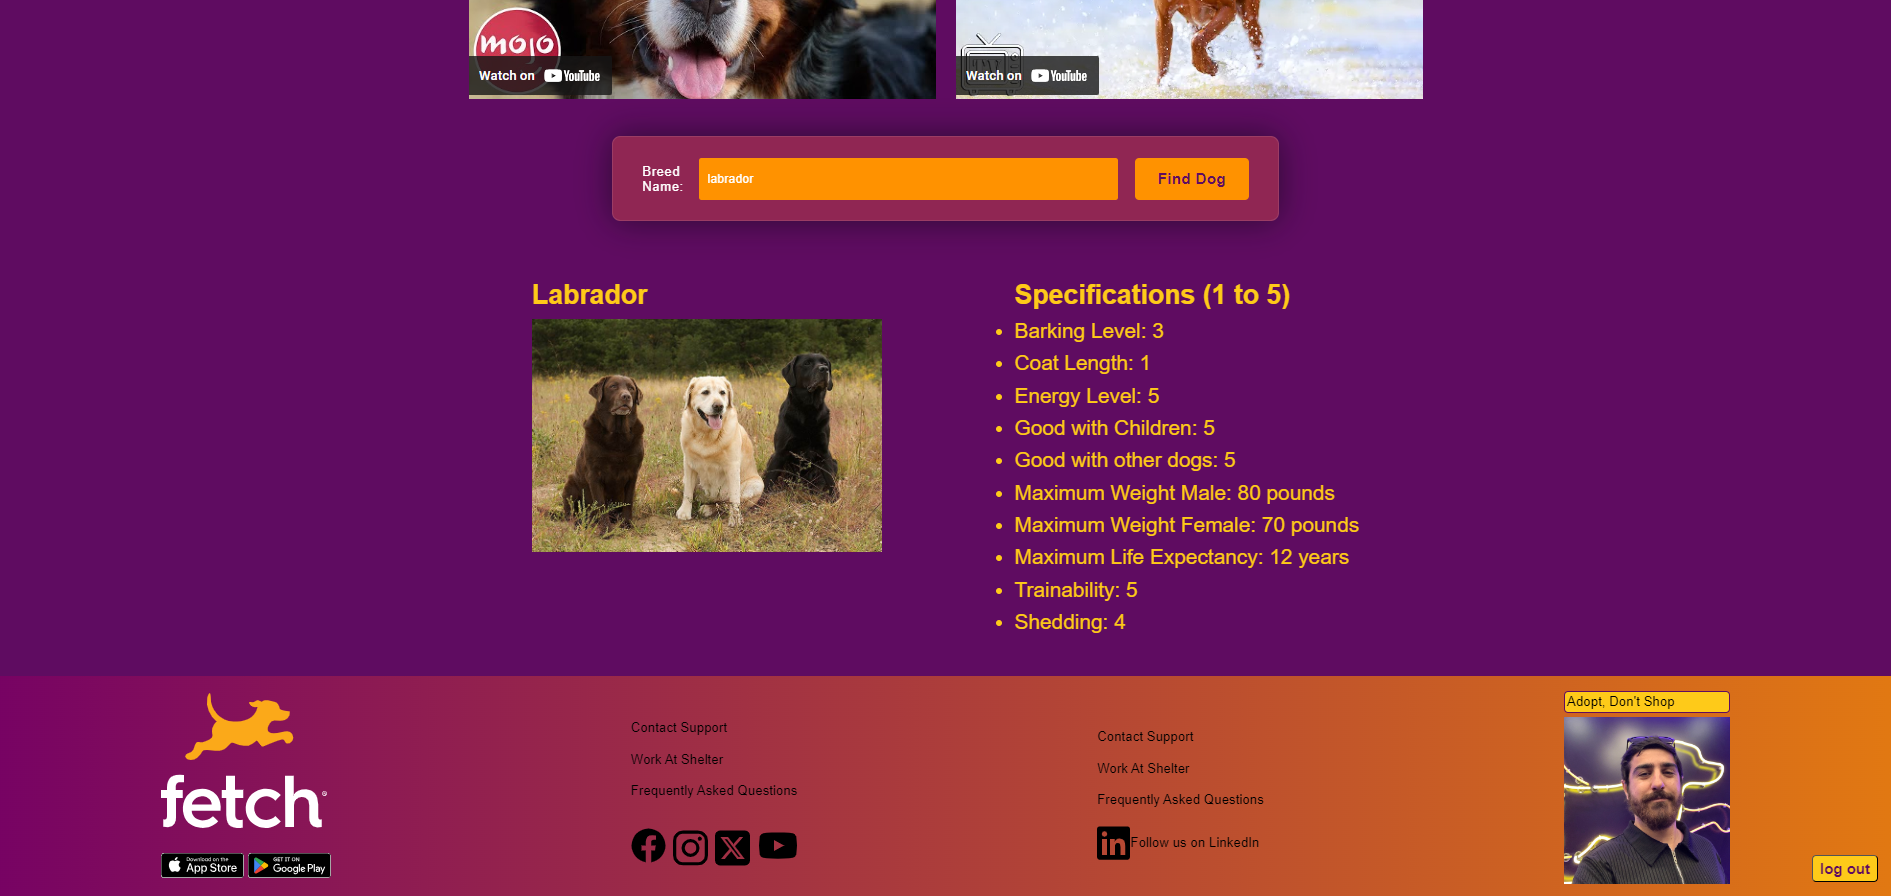 mojo
Watch on YouTube
Watch on YouTube
Breed
Name:
labrador
Find Dog
Labrador
Specifications (1 to 5)
Barking Level: 3
Coat Length: 1
Energy Level: 5
Good with Children: 5
Good with other dogs: 5
Maximum Weight Male: 80 pounds
Maximum Weight Female: 70 pounds
Maximum Life Expectancy: 12 years
Trainability: 5
Shedding: 4
fetch®
Download on the
App Store
GET IT ON
Google Play
Contact Support
Work At Shelter
Frequently Asked Questions
Contact Support
Work At Shelter
Frequently Asked Questions
in Follow us on LinkedIn
Adopt, Don't Shop
log out